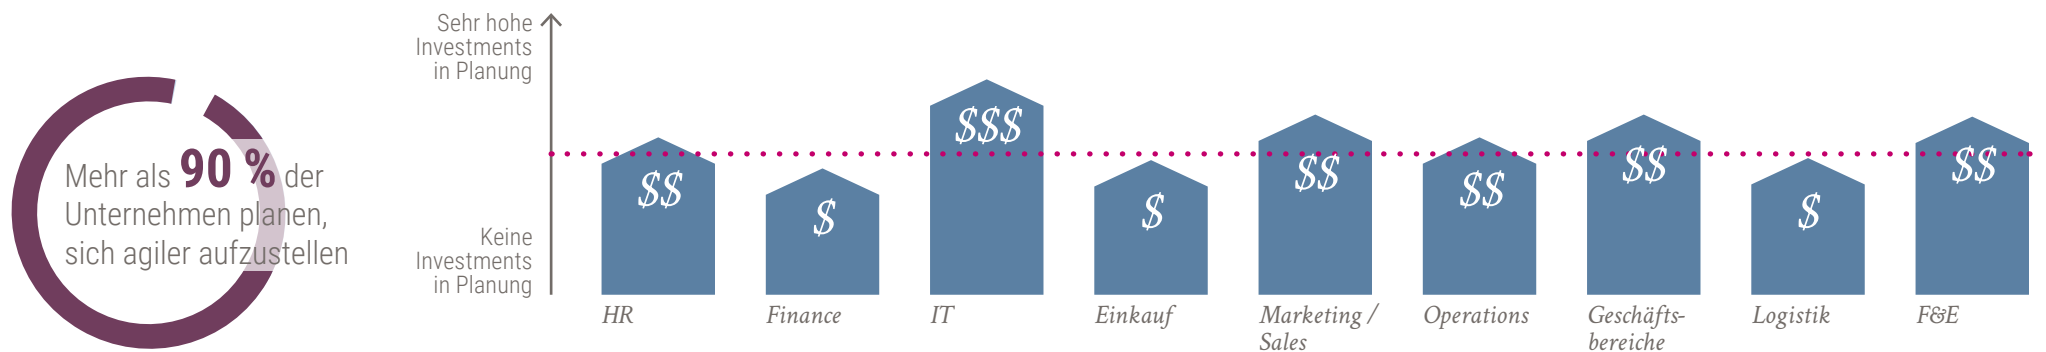 Mehr als 90 % der
Unternehmen planen,
sich agiler aufzustellen
Sehr hohe
Investments
in Planung
Keine
Investments
in Planung
$$
$
$$$
$
$$
$$
$$
$
$$
HR
Finance
IT
Einkauf
Marketing /
Sales
Operations
Geschäfts-
bereiche
Logistik
F&E